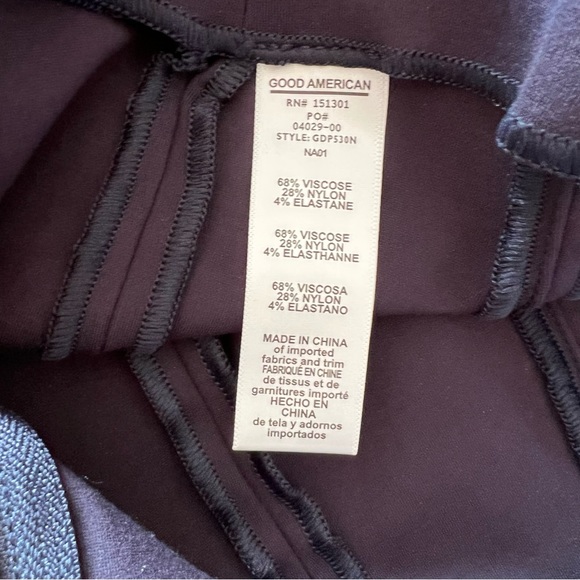 GOOD AMERICAN
RN# 151301
PO#
04029-00
STYLE: GDP530N
NA01
68% VISCOSE
28% NYLON
4% ELASTANE
68% VISCOSE
28% NYLON
4% ELASTHANNE
68% VISCOSA
28% NYLON
4% ELASTANO
MADE IN CHINA
of imported
fabrics and trim
FABRIQUÉ EN CHINE
de tissus et de
garnitures importé
HECHO EN
CHINA
de tela y adornos
importados